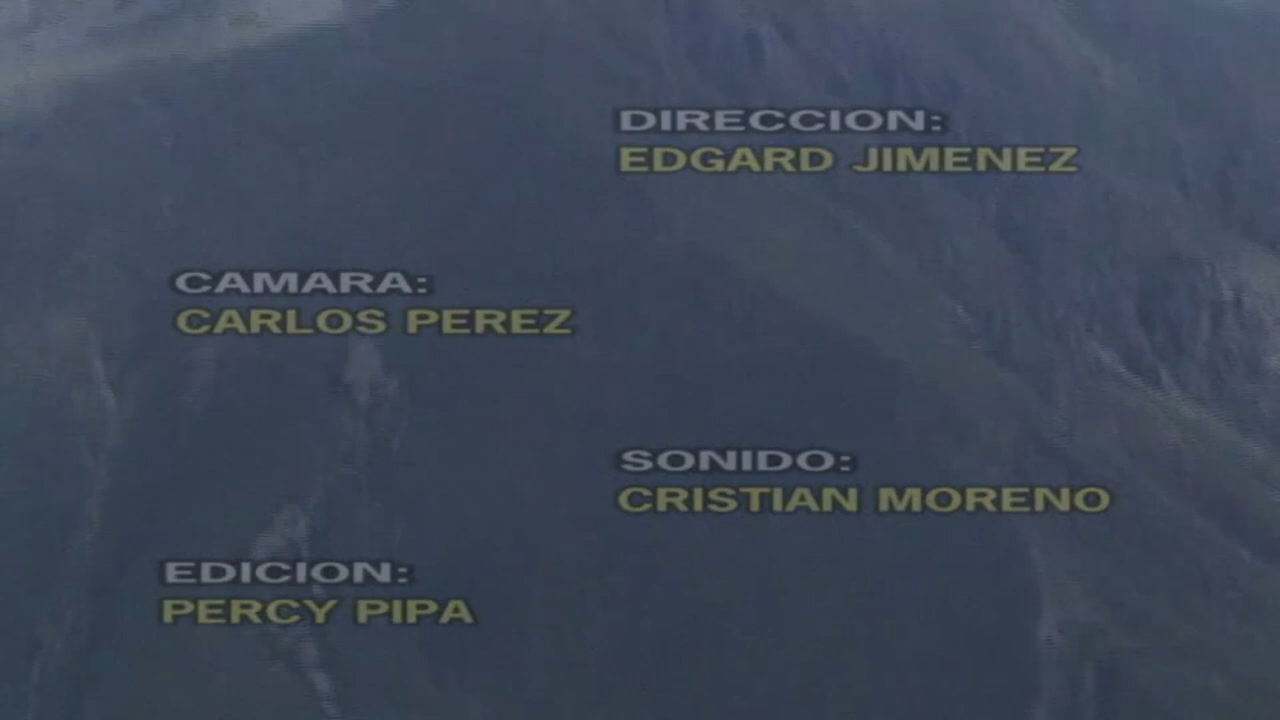 DIRECCION:
EDGARD JIMENEZ
CAMARA:
CARLOS PEREZ
SONIDO:
CRISTIAN MORENO
EDICION:
PERCY PIPA